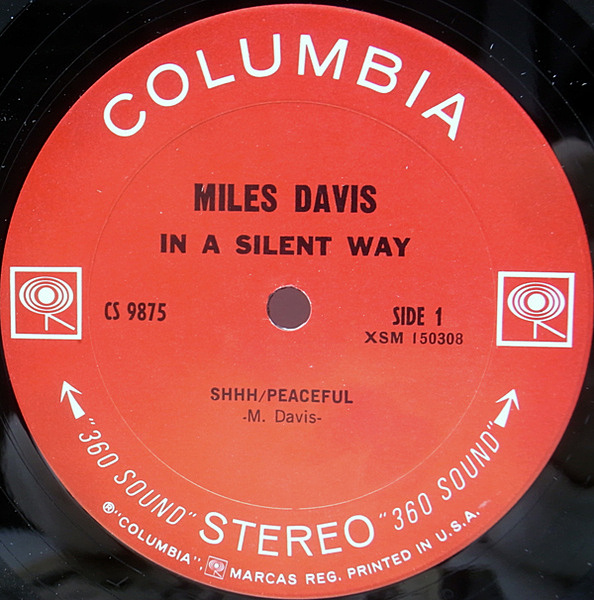 COLUMBIA
MILES DAVIS
IN A SILENT WAY
CS 9875
SIDE 1
XSM 150308
SHHH/PEACEFUL
-M. Davis-
"360 SOUND" STEREO "360 SOUND"
®"COLUMBIA", MARCAS REG. PRINTED IN U.S.A.